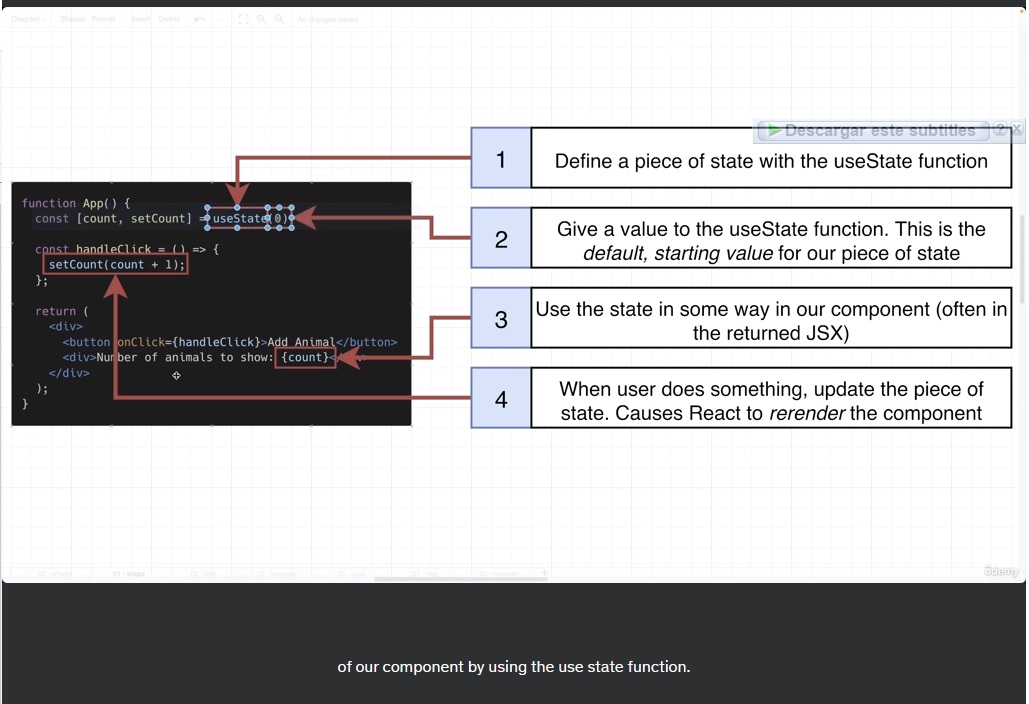 Diagram Shapes Format Insert Delete All changes saved
Descargar este subtitles ? X
1 Define a piece of state with the useState function
function App() {
const [count, setCount] = useState(0)
2 Give a value to the useState function. This is the
default, starting value for our piece of state
const handleClick = () => {
setCount(count + 1);
};
3 Use the state in some way in our component (often in
the returned JSX)
return (
<div>
<button onClick={handleClick}>Add Animal</button>
<div>Number of animals to show: {count}
</div>
);
}
4 When user does something, update the piece of
state. Causes React to rerender the component
01 - steps
ûdemy
of our component by using the use state function.